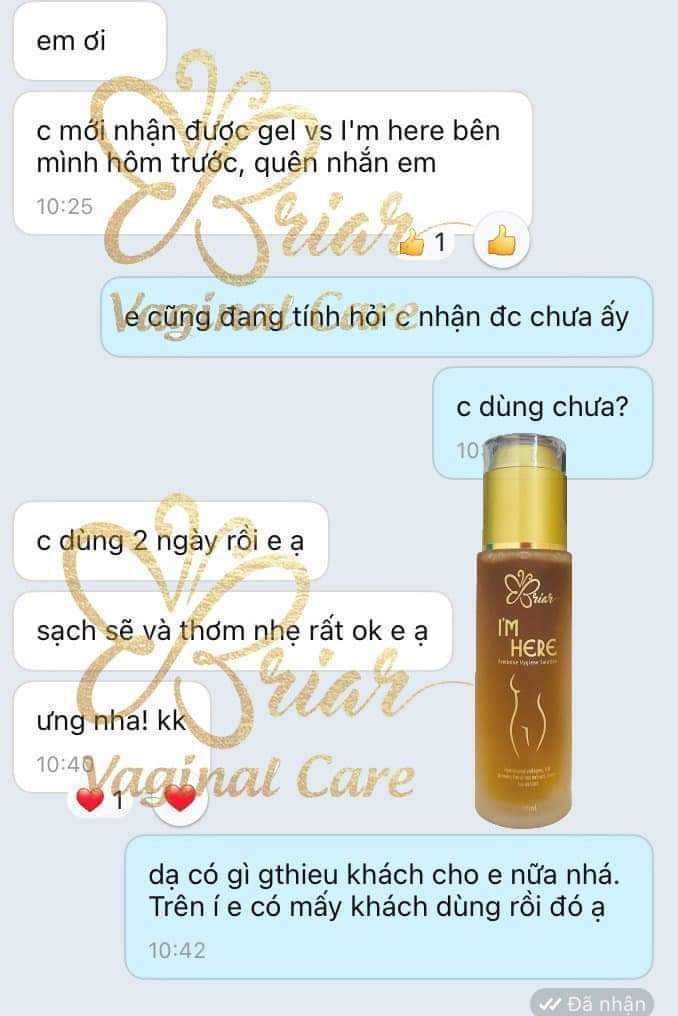 em ơi
c mới nhận được gel vs I'm here bên
mình hôm trước, quên nhắn em
10:25
1
Briar
Vaginal Care
e cũng đang tính hỏi c nhận đc chưa ấy
c dùng chưa?
c dùng 2 ngày rồi e ạ
sạch sẽ và thơm nhẹ rất ok e ạ
ưng nha! kk
10:40
1
Briar
Vaginal Care
Briar
I'M
HERE
Feminine Hygiene Solution
dạ có gì gthieu khách cho e nữa nhá.
Trên í e có mấy khách dùng rồi đó ạ
10:42
Đã nhận